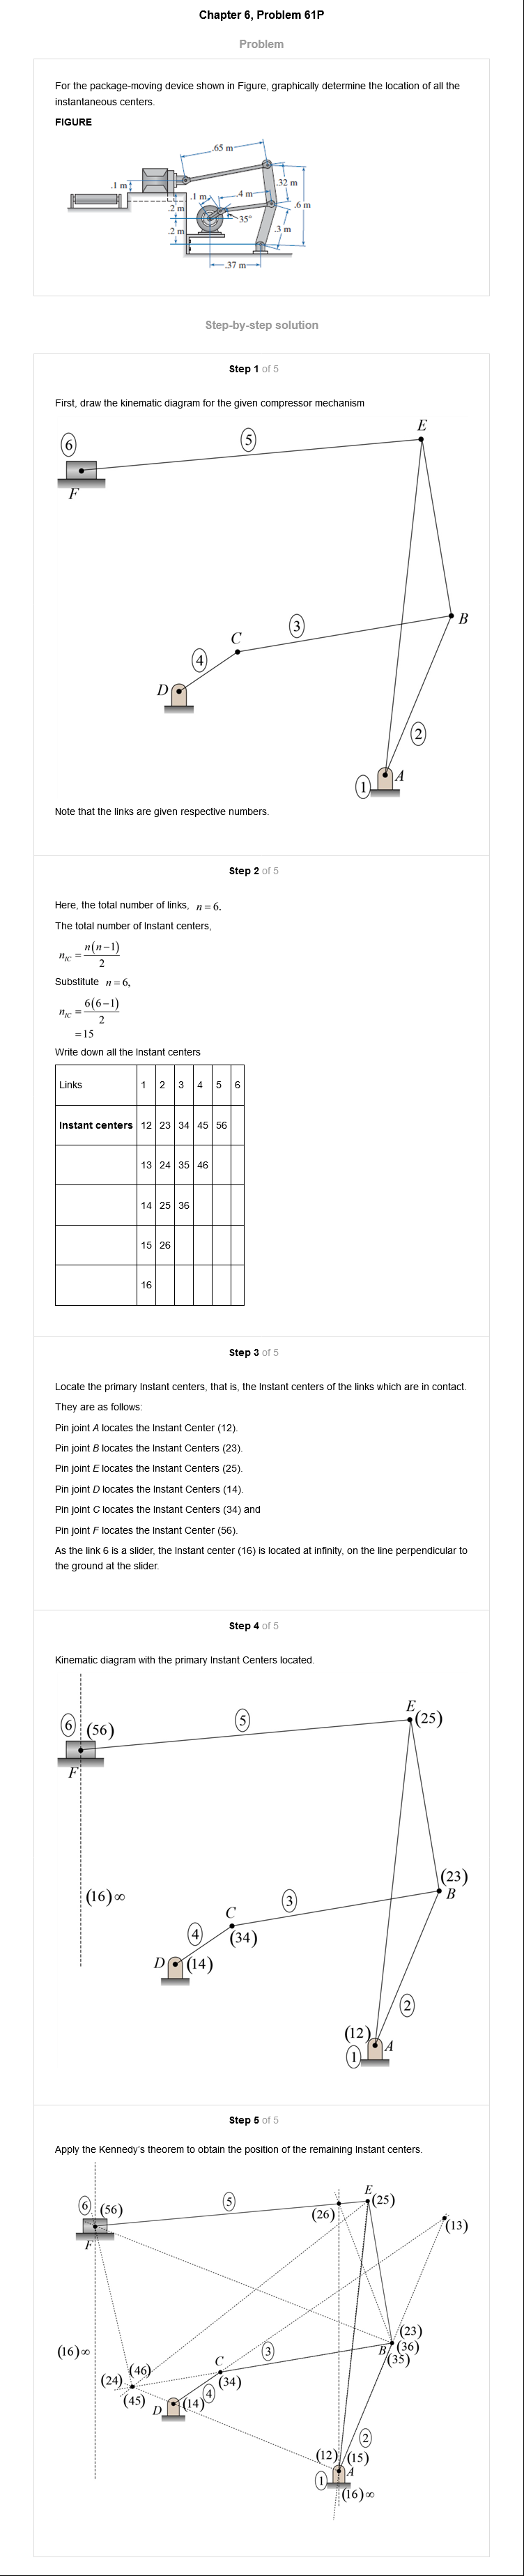 Chapter 6, Problem 61P
Problem
For the package-moving device shown in Figure, graphically determine the location of all the
instantaneous centers.
FIGURE
.65 m
.1 m
.32 m
.1 m
.4 m
.6 m
.2 m
35°
.2 m
.3 m
.37 m
Step-by-step solution
Step 1 of 5
First, draw the kinematic diagram for the given compressor mechanism
E
6
5
F
B
3
C
4
D
2
1
A
Note that the links are given respective numbers.
Step 2 of 5
Here, the total number of links, n = 6.
The total number of Instant centers,
n_IC = n(n−1)/2
Substitute n = 6,
n_IC = 6(6−1)/2
= 15
Write down all the Instant centers
Links 1 2 3 4 5 6
Instant centers 12 23 34 45 56
13 24 35 46
14 25 36
15 26
16
Step 3 of 5
Locate the primary Instant centers, that is, the Instant centers of the links which are in contact.
They are as follows:
Pin joint A locates the Instant Center (12).
Pin joint B locates the Instant Centers (23).
Pin joint E locates the Instant Centers (25).
Pin joint D locates the Instant Centers (14).
Pin joint C locates the Instant Centers (34) and
Pin joint F locates the Instant Center (56).
As the link 6 is a slider, the Instant center (16) is located at infinity, on the line perpendicular to
the ground at the slider.
Step 4 of 5
Kinematic diagram with the primary Instant Centers located.
E
(25)
6
(56)
5
F
(23)
B
(16)∞
3
C
4
(34)
D
(14)
2
(12)
A
1
Step 5 of 5
Apply the Kennedy's theorem to obtain the position of the remaining Instant centers.
E
(25)
6
(56)
5
(26)
(13)
F
(23)
B
(36)
(35)
(16)∞
3
C
(46)
(34)
(24)
4
(45)
D
(14)
2
(12)
(15)
A
1
(16)∞